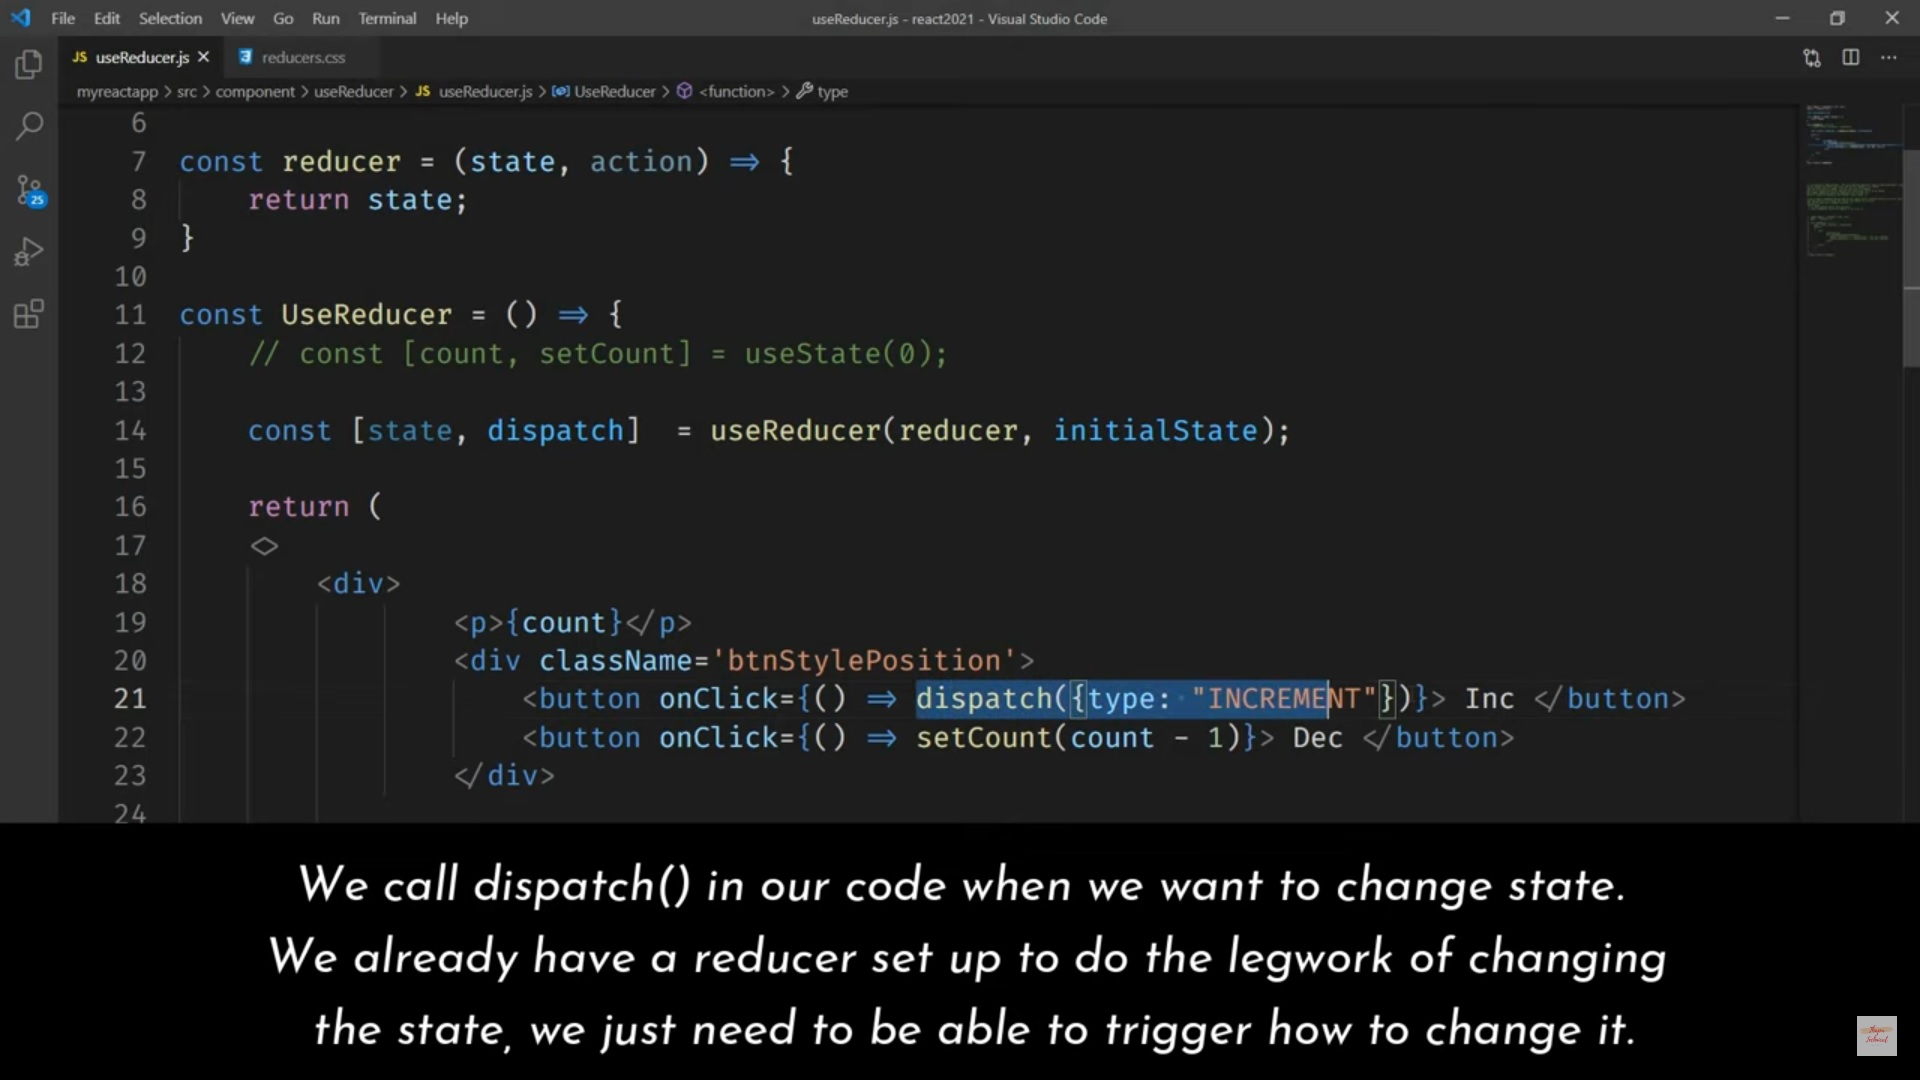 File Edit Selection View Go Run Terminal Help useReducer.js - react2021 - Visual Studio Code
JS useReducer.js reducers.css
myreactapp > src > component > useReducer > JS useReducer.js > UseReducer > <function> > type
6
7 const reducer = (state, action) => {
8 return state;
9 }
10
11 const UseReducer = () => {
12 // const [count, setCount] = useState(0);
13
14 const [state, dispatch]  = useReducer(reducer, initialState);
15
16 return (
17 <>
18 <div>
19 <p>{count}</p>
20 <div className='btnStylePosition'>
21 <button onClick={() => dispatch({type: "INCREMENT"})}> Inc </button>
22 <button onClick={() => setCount(count - 1)}> Dec </button>
23 </div>
24
25
We call dispatch() in our code when we want to change state.
We already have a reducer set up to do the legwork of changing
the state, we just need to be able to trigger how to change it.